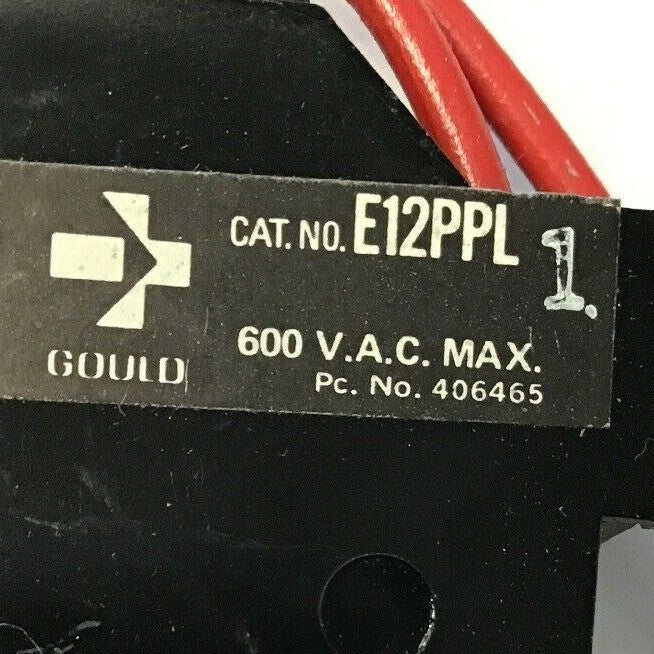 CAT. NO. E12PPL 1.
GOULD
600 V.A.C. MAX.
Pc. No. 406465